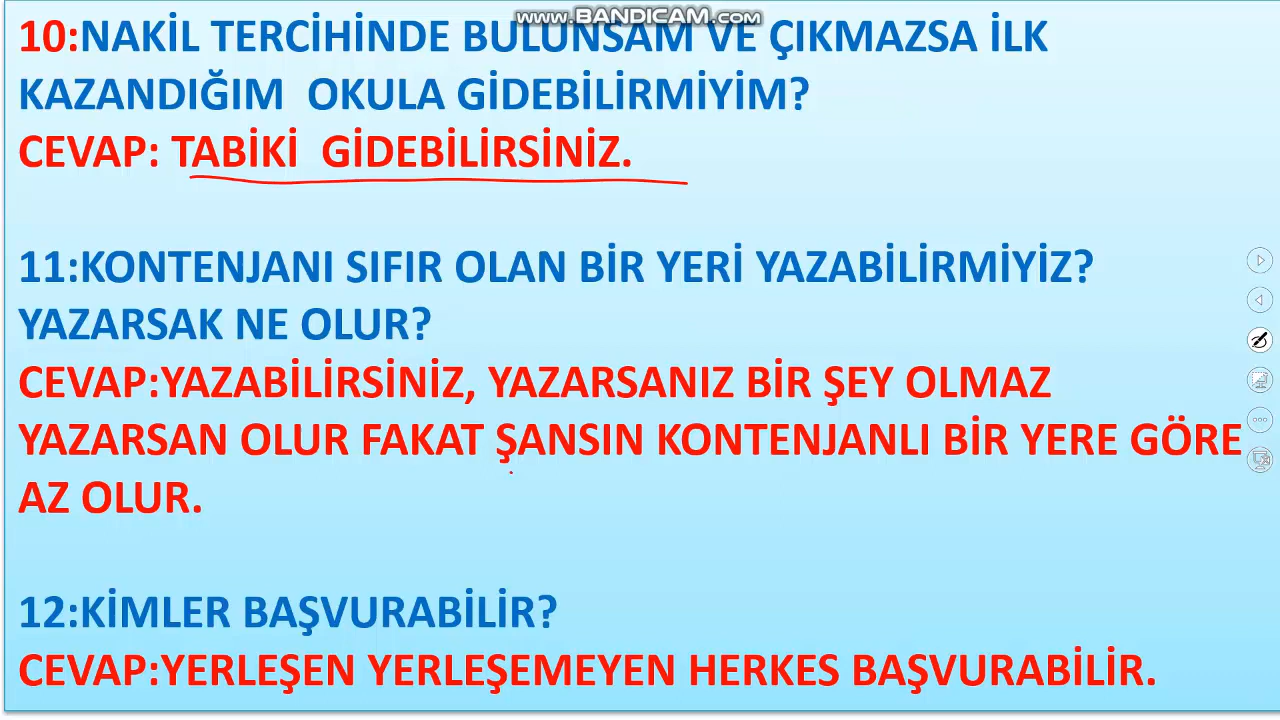 www.BANDICAM.com
10:NAKİL TERCİHİNDE BULUNSAM VE ÇIKMAZSA İLK
KAZANDIĞIM OKULA GİDEBİLİRMİYİM?
CEVAP: TABİKİ GİDEBİLİRSİNİZ.
11:KONTENJANI SIFIR OLAN BİR YERİ YAZABİLİRMİYİZ?
YAZARSAK NE OLUR?
CEVAP:YAZABİLİRSİNİZ, YAZARSANIZ BİR ŞEY OLMAZ
YAZARSAN OLUR FAKAT ŞANSIN KONTENJANLI BİR YERE GÖRE
AZ OLUR.
12:KİMLER BAŞVURABİLİR?
CEVAP:YERLEŞEN YERLEŞEMEYEN HERKES BAŞVURABİLİR.